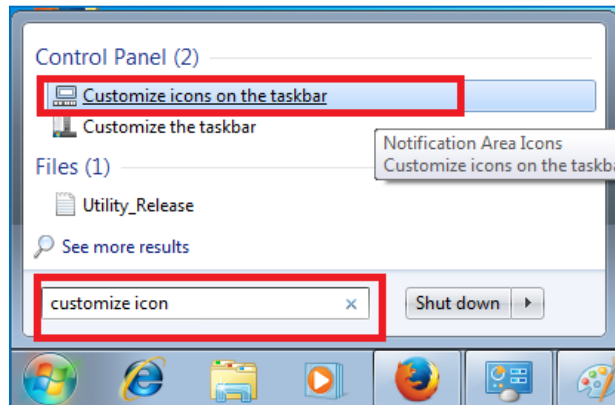 Control Panel (2)
Customize icons on the taskbar
Customize the taskbar
Notification Area Icons
Customize icons on the
Files (1)
Utility_Release
See more results
customize icon
Shut down